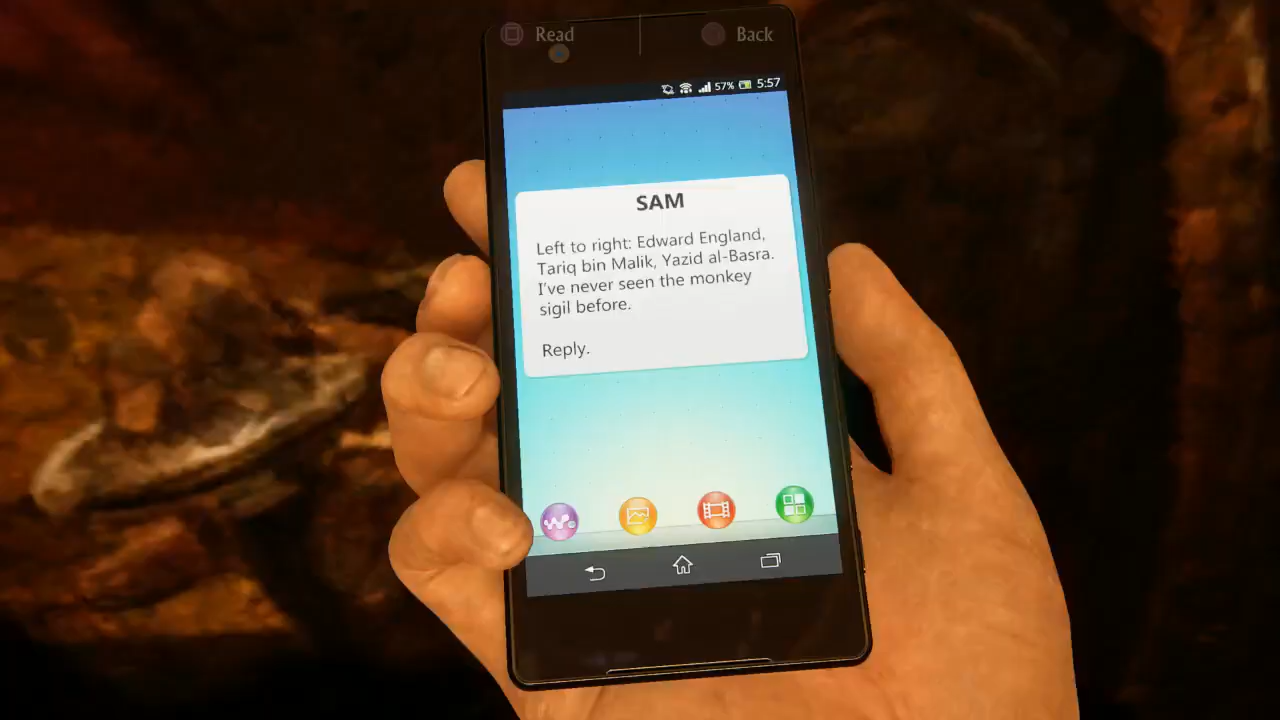 Read
Back
57% 5:57
SAM
Left to right: Edward England,
Tariq bin Malik, Yazid al-Basra.
I've never seen the monkey
sigil before.
Reply.